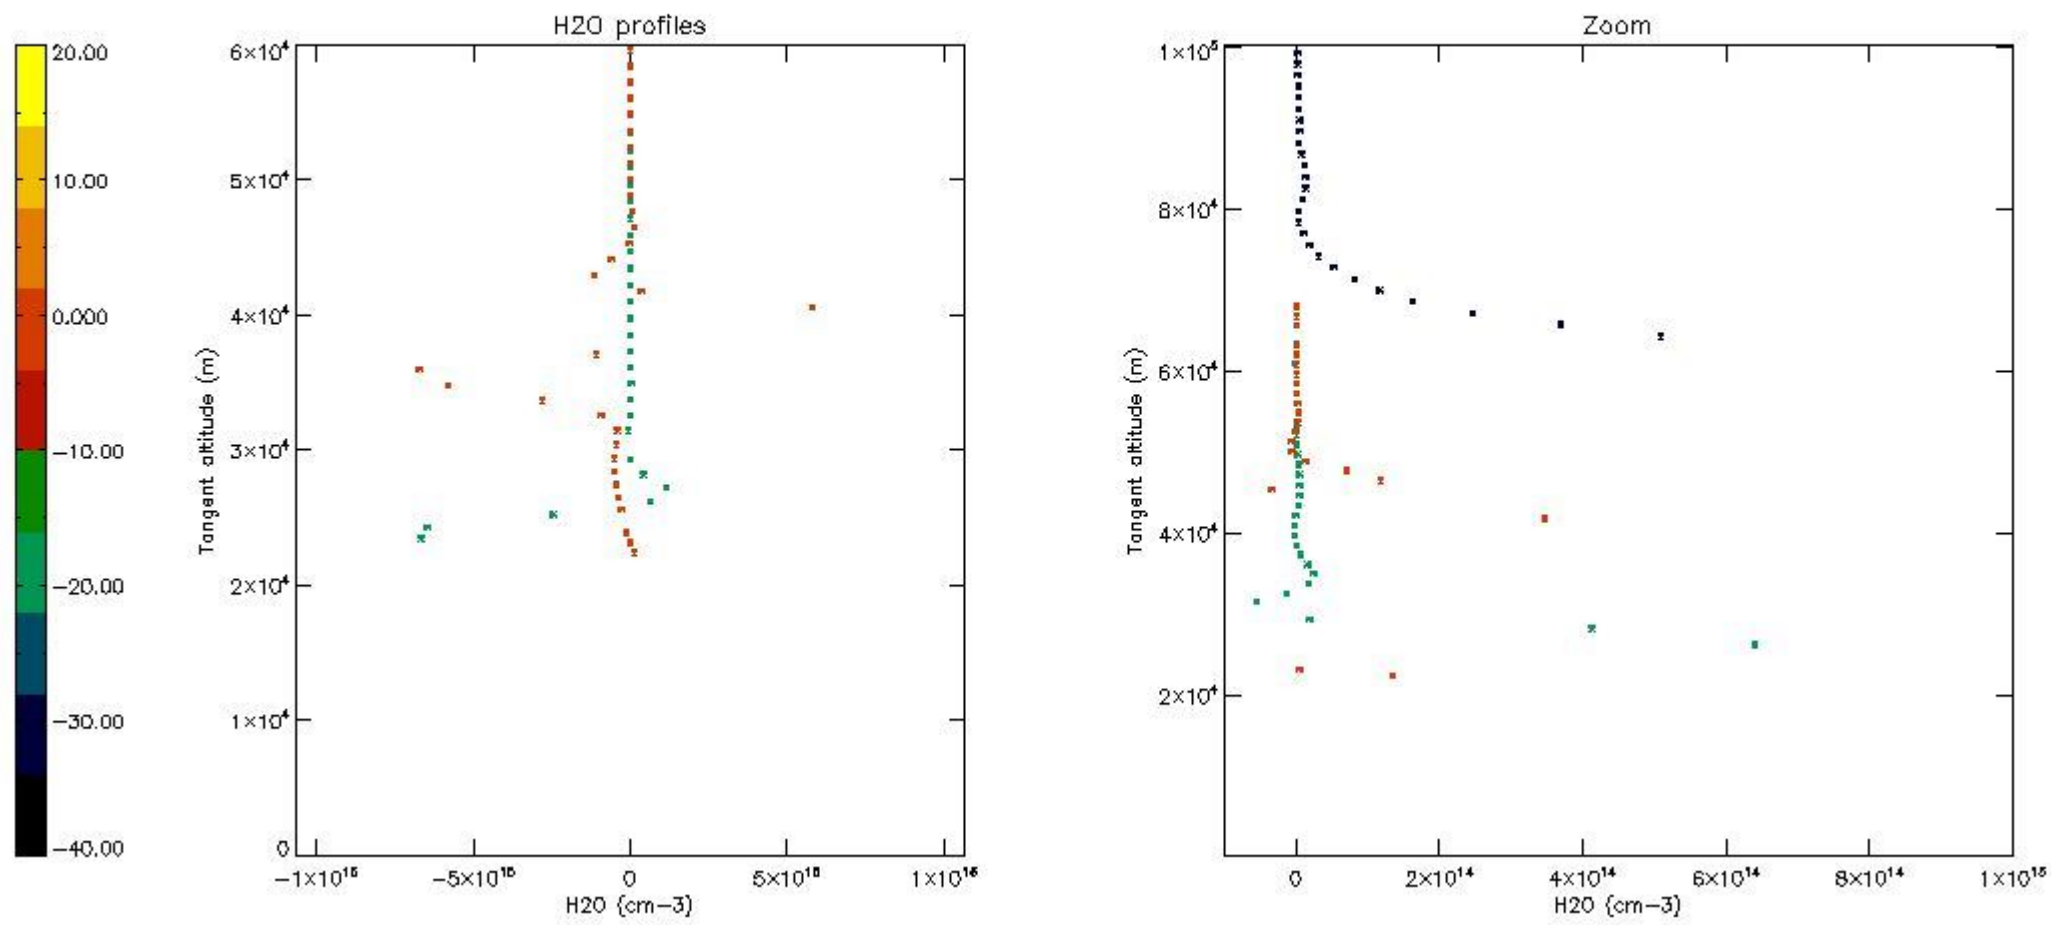 H2O profiles
20.00
10.00
0.000
−10.00
−20.00
−30.00
−40.00
6×10⁴
5×10⁴
4×10⁴
3×10⁴
2×10⁴
1×10⁴
0
Tangent altitude (m)
−1×10¹⁶ −5×10¹⁵ 0 5×10¹⁵ 1×10¹⁶
H2O (cm−3)
Zoom
1×10⁵
8×10⁴
6×10⁴
4×10⁴
2×10⁴
Tangent altitude (m)
0 2×10¹⁴ 4×10¹⁴ 6×10¹⁴ 8×10¹⁴ 1×10¹⁵
H2O (cm−3)